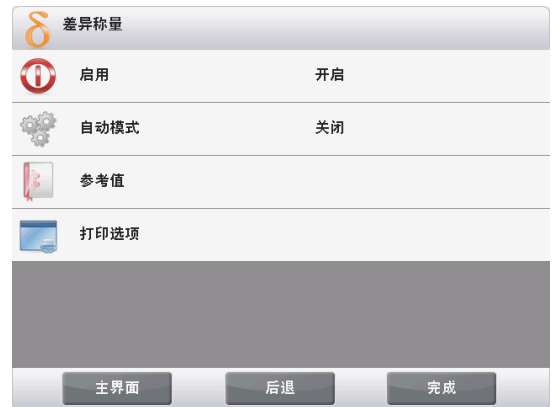 δ 差异称量
启用 开启
自动模式 关闭
参考值
打印选项
主界面 后退 完成